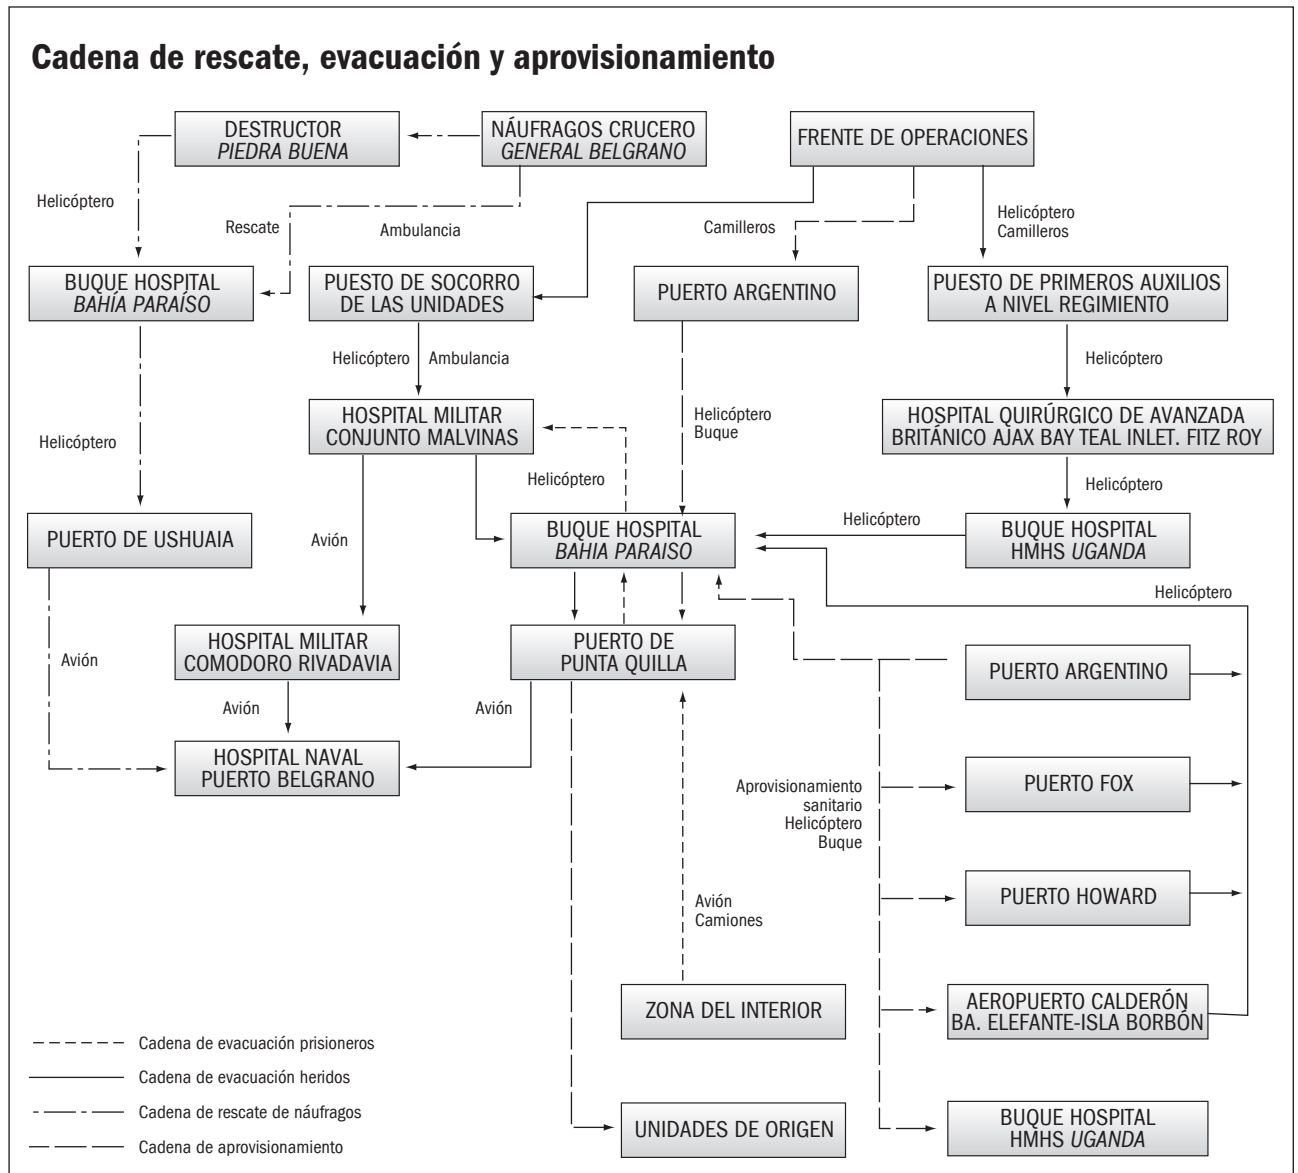 Cadena de rescate, evacuación y aprovisionamiento
DESTRUCTOR
PIEDRA BUENA
NÁUFRAGOS CRUCERO
GENERAL BELGRANO
FRENTE DE OPERACIONES
Helicóptero
Rescate
Ambulancia
Camilleros
Helicóptero
Camilleros
BUQUE HOSPITAL
BAHÍA PARAÍSO
PUESTO DE SOCORRO
DE LAS UNIDADES
PUERTO ARGENTINO
PUESTO DE PRIMEROS AUXILIOS
A NIVEL REGIMIENTO
Helicóptero
Ambulancia
Helicóptero
HOSPITAL MILITAR
CONJUNTO MALVINAS
Helicóptero
Buque
HOSPITAL QUIRÚRGICO DE AVANZADA
BRITÁNICO AJAX BAY TEAL INLET. FITZ ROY
Helicóptero
Helicóptero
Helicóptero
PUERTO DE USHUAIA
Avión
BUQUE HOSPITAL
BAHIA PARAISO
Helicóptero
BUQUE HOSPITAL
HMHS UGANDA
Helicóptero
HOSPITAL MILITAR
COMODORO RIVADAVIA
PUERTO DE
PUNTA QUILLA
Avión
PUERTO ARGENTINO
Avión
Avión
HOSPITAL NAVAL
PUERTO BELGRANO
Aprovisionamiento
sanitario
Helicóptero
Buque
PUERTO FOX
PUERTO HOWARD
Avión
Camiones
ZONA DEL INTERIOR
AEROPUERTO CALDERÓN
BA. ELEFANTE-ISLA BORBÓN
Cadena de evacuación prisioneros
Cadena de evacuación heridos
Cadena de rescate de náufragos
Cadena de aprovisionamiento
UNIDADES DE ORIGEN
BUQUE HOSPITAL
HMHS UGANDA